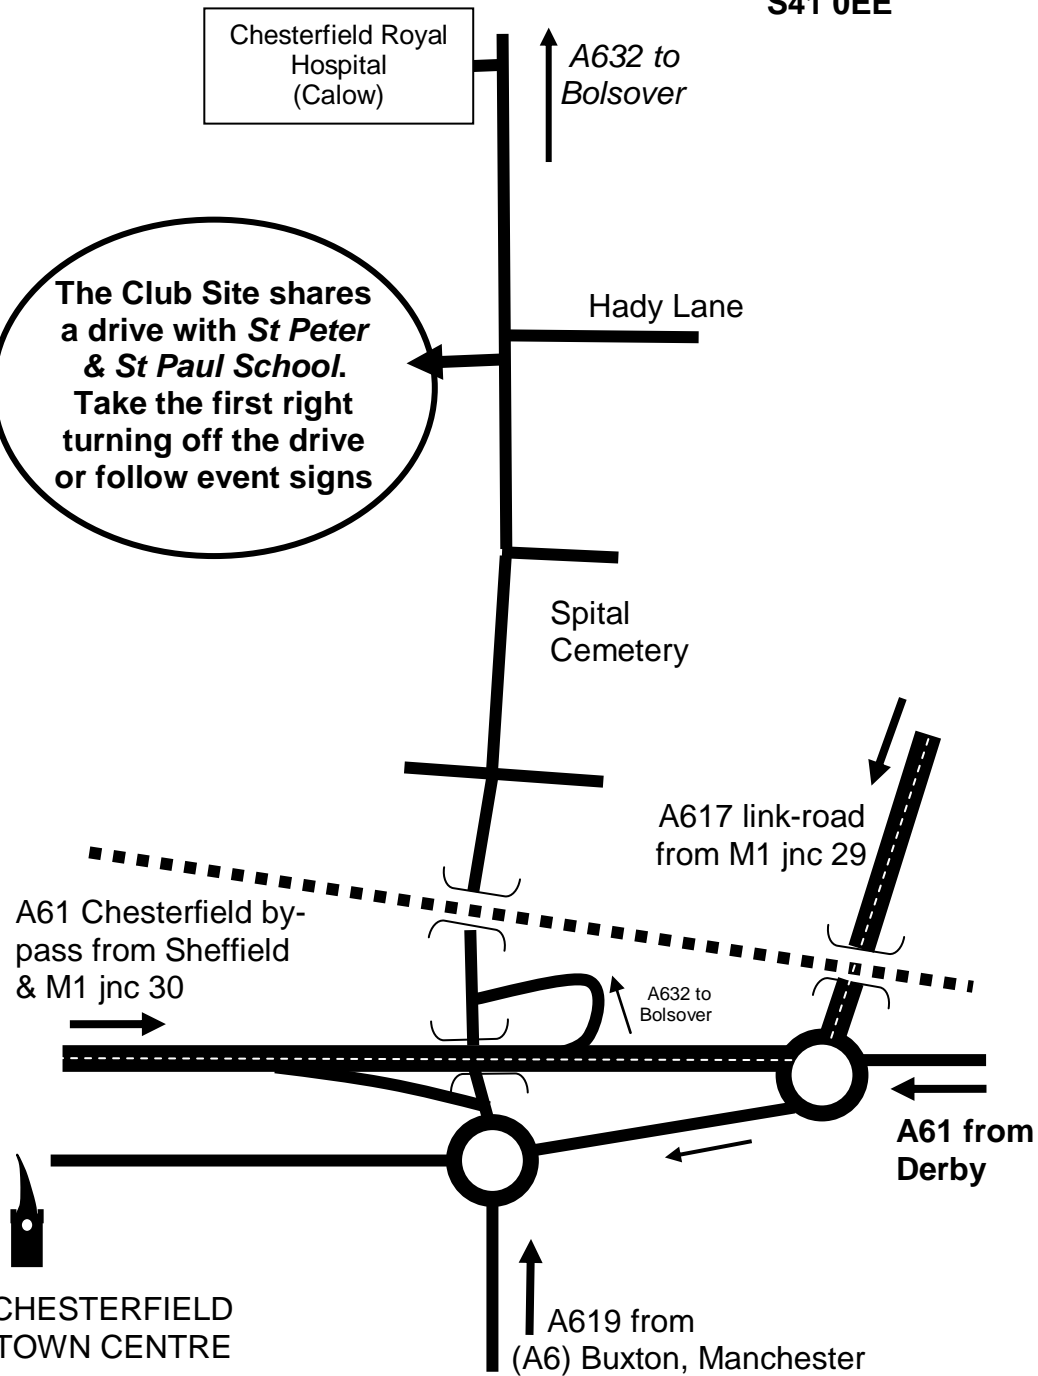 S41 0EE
Chesterfield Royal
Hospital
(Calow)
A632 to
Bolsover
The Club Site shares
a drive with St Peter
& St Paul School.
Take the first right
turning off the drive
or follow event signs
Hady Lane
Spital
Cemetery
A617 link-road
from M1 jnc 29
A61 Chesterfield by-
pass from Sheffield
& M1 jnc 30
A632 to
Bolsover
A61 from
Derby
CHESTERFIELD
TOWN CENTRE
A619 from
(A6) Buxton, Manchester